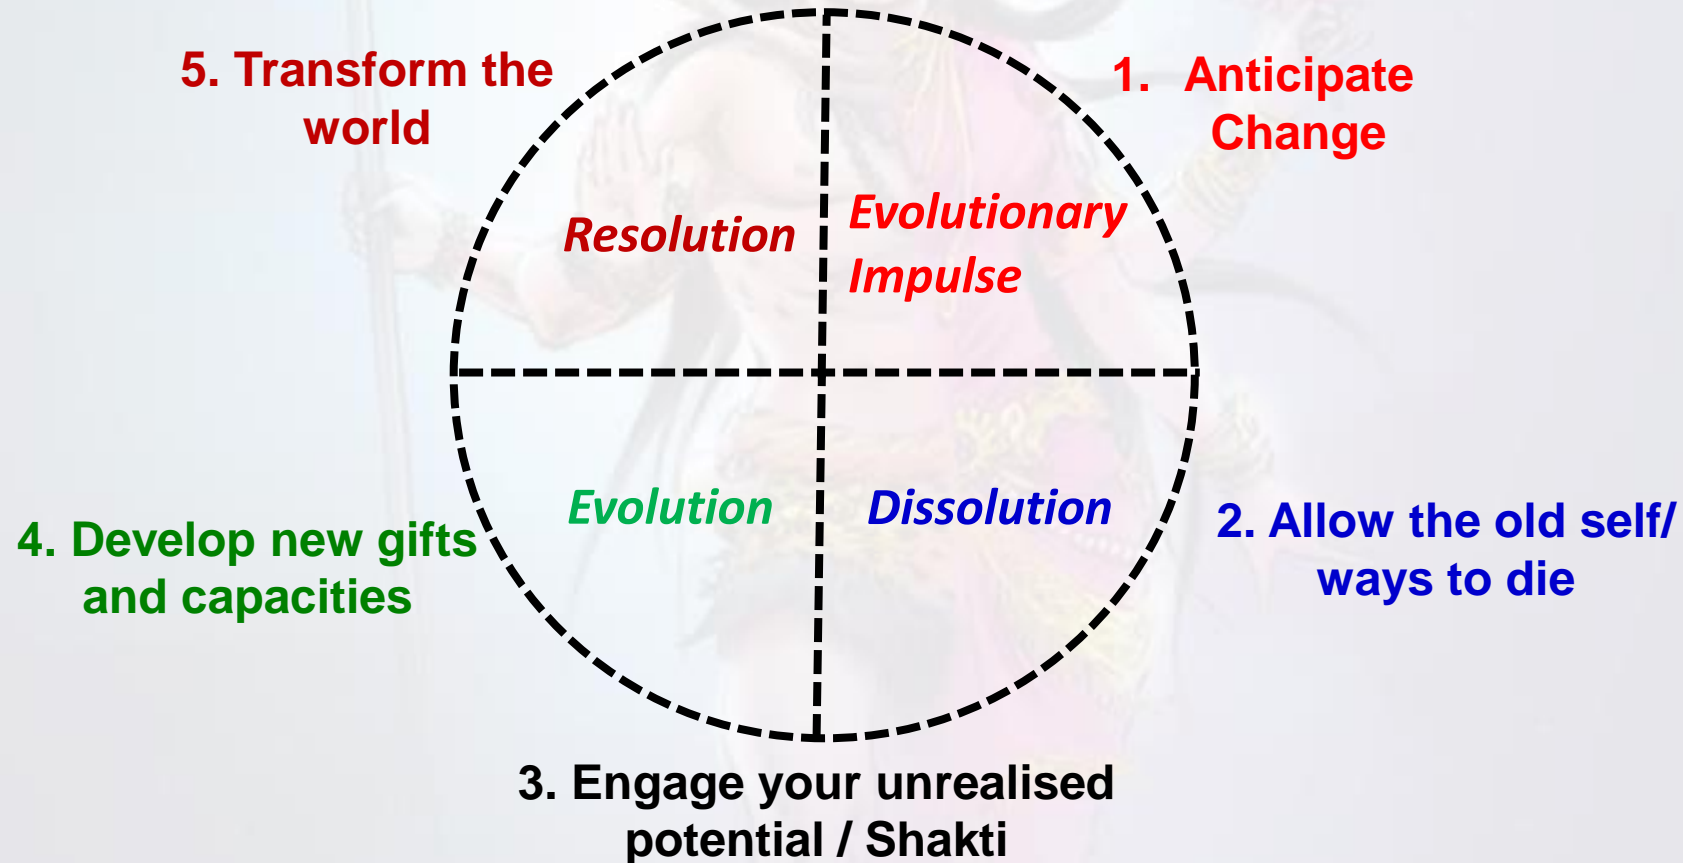 5. Transform the
world
1. Anticipate
Change
Resolution
Evolutionary
Impulse
Evolution
Dissolution
4. Develop new gifts
and capacities
2. Allow the old self/
ways to die
3. Engage your unrealised
potential / Shakti